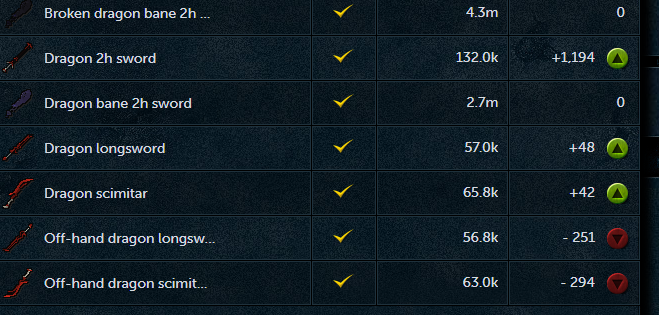 Broken dragon bane 2h ... 4.3m 0
Dragon 2h sword 132.0k +1,194
Dragon bane 2h sword 2.7m 0
Dragon longsword 57.0k +48
Dragon scimitar 65.8k +42
Off-hand dragon longsw... 56.8k - 251
Off-hand dragon scimit... 63.0k - 294